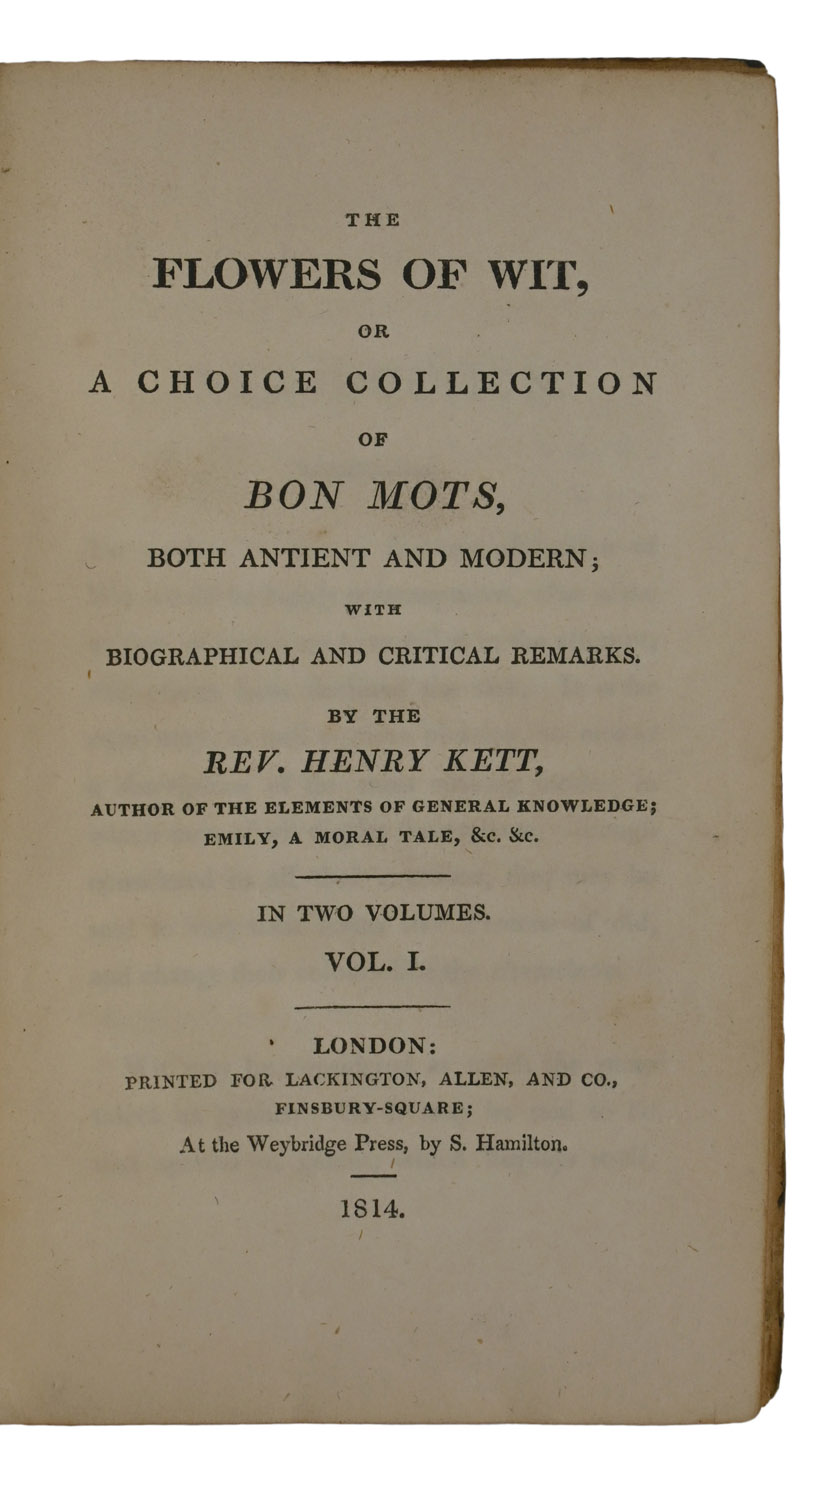 THE
FLOWERS OF WIT,
OR
A CHOICE COLLECTION
OF
BON MOTS,
BOTH ANTIENT AND MODERN;
WITH
BIOGRAPHICAL AND CRITICAL REMARKS.
BY THE
REV. HENRY KETT,
AUTHOR OF THE ELEMENTS OF GENERAL KNOWLEDGE;
EMILY, A MORAL TALE, &c. &c.
IN TWO VOLUMES.
VOL. I.
LONDON:
PRINTED FOR LACKINGTON, ALLEN, AND CO.,
FINSBURY-SQUARE;
At the Weybridge Press, by S. Hamilton.
1814.